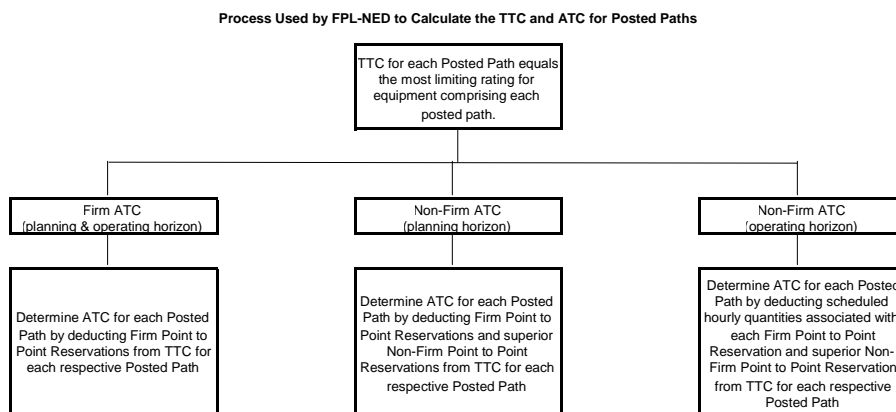 Process Used by FPL-NED to Calculate the TTC and ATC for Posted Paths
TTC for each Posted Path equals
the most limiting rating for
equipment comprising each
posted path.
Firm ATC
(planning & operating horizon)
Non-Firm ATC
(planning horizon)
Non-Firm ATC
(operating horizon)
Determine ATC for each Posted
Path by deducting Firm Point to
Point Reservations from TTC for
each respective Posted Path
Determine ATC for each Posted
Path by deducting Firm Point to
Point Reservations and superior
Non-Firm Point to Point
Reservations from TTC for each
respective Posted Path
Determine ATC for each Posted
Path by deducting scheduled
hourly quantities associated with
each Firm Point to Point
Reservation and superior Non-
Firm Point to Point Reservation
from TTC for each respective
Posted Path